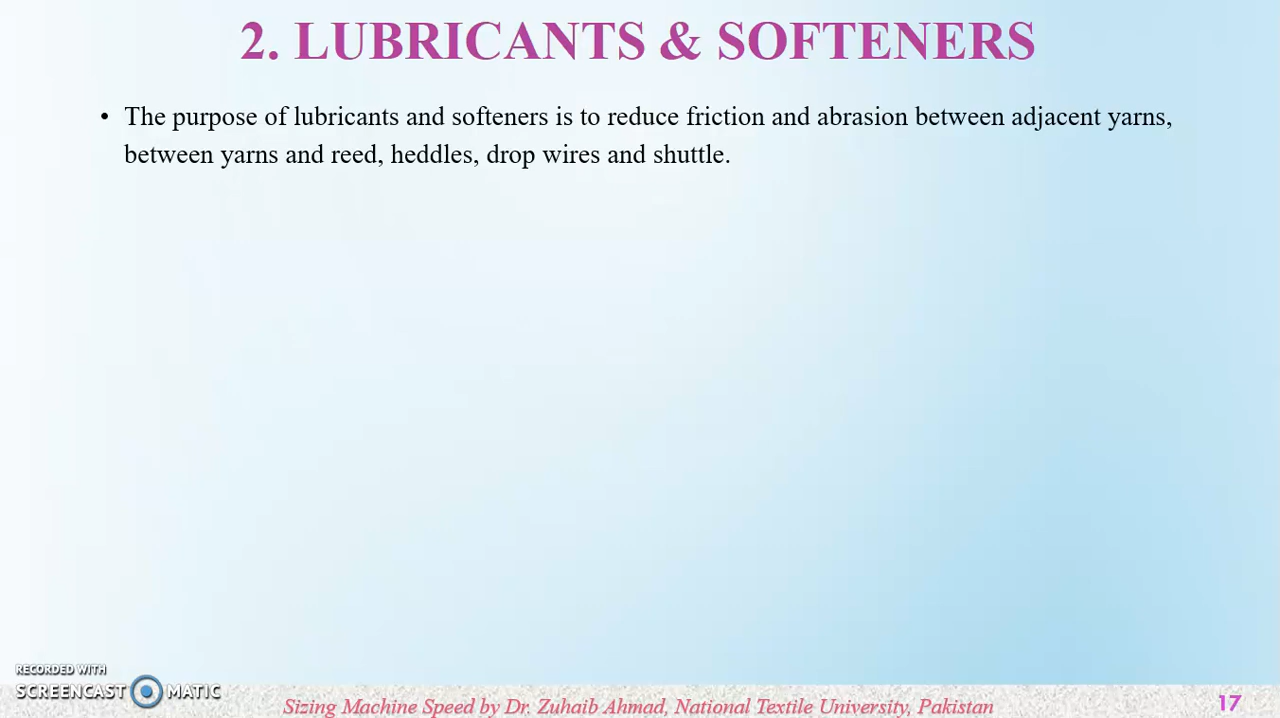 2. LUBRICANTS & SOFTENERS
• The purpose of lubricants and softeners is to reduce friction and abrasion between adjacent yarns,
between yarns and reed, heddles, drop wires and shuttle.
RECORDED WITH
SCREENCAST MATIC
Sizing Machine Speed by Dr. Zuhaib Ahmad, National Textile University, Pakistan
17